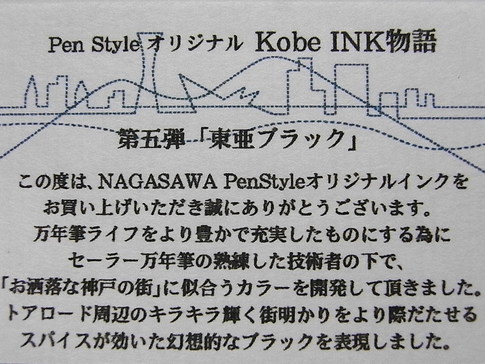 Pen Style オリジナル Kobe INK物語
第五弾「東亜ブラック」
この度は、NAGASAWA PenStyleオリジナルインクを
お買い上げいただき誠にありがとうございます。
万年筆ライフをより豊かで充実したものにする為に
セーラー万年筆の熟練した技術者の下で、
「お洒落な神戸の街」に似合うカラーを開発して頂きました。
トアロード周辺のキラキラ輝く街明かりをより際だたせる
スパイスが効いた幻想的なブラックを表現しました。